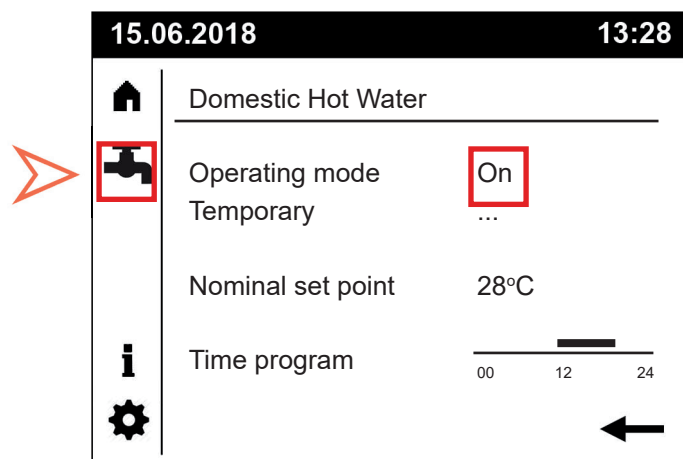 15.06.2018 13:28
Domestic Hot Water
Operating mode On
Temporary ...
Nominal set point 28°C
Time program
00 12 24